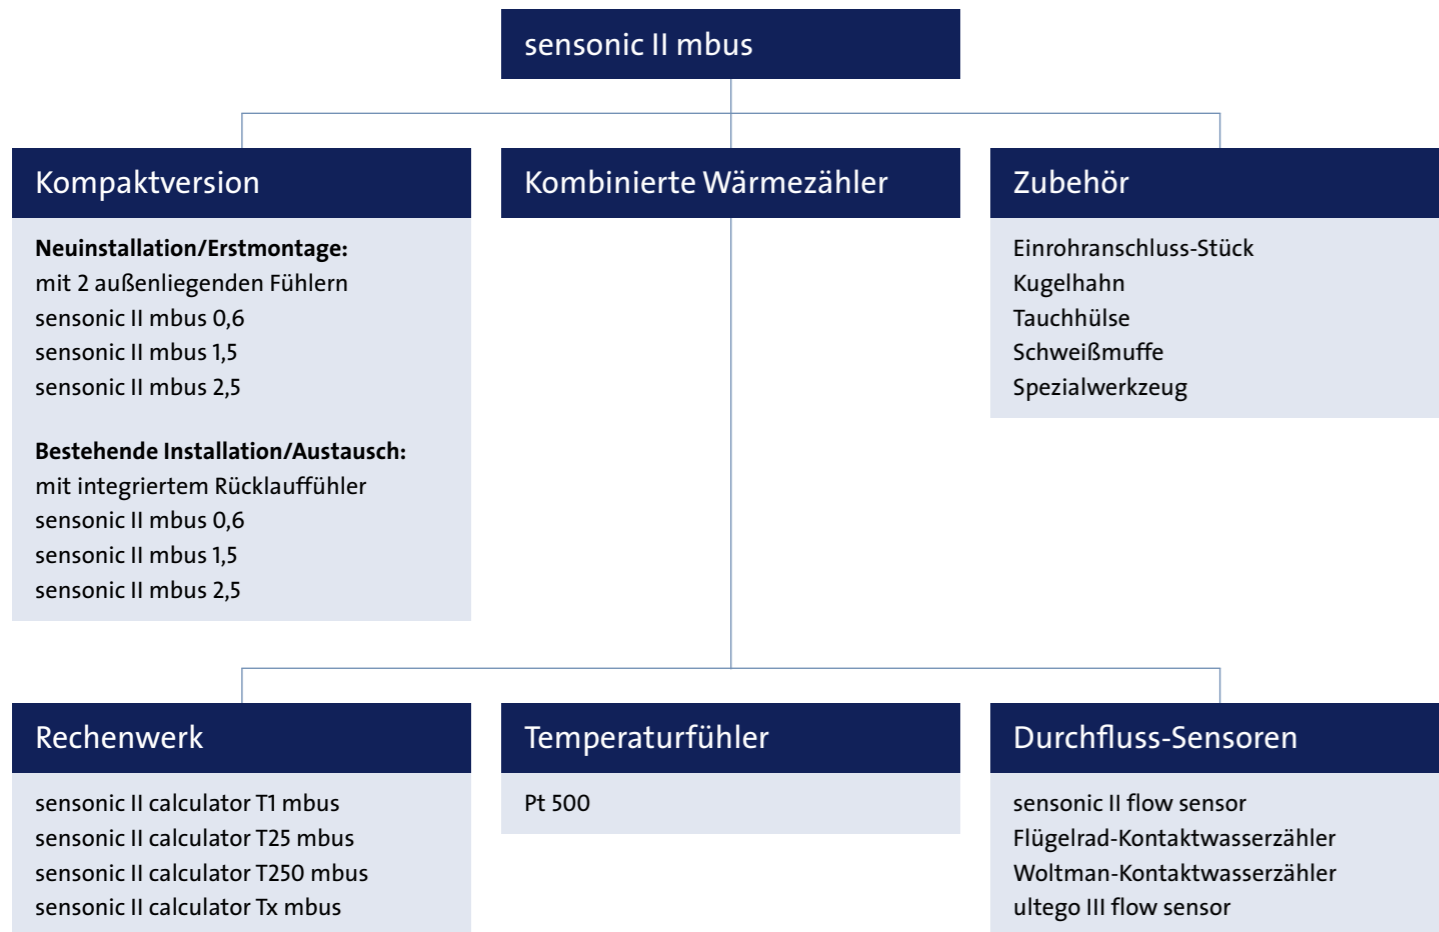 sensonic II mbus
Kompaktversion
Neuinstallation/Erstmontage:
mit 2 außenliegenden Fühlern
sensonic II mbus 0,6
sensonic II mbus 1,5
sensonic II mbus 2,5
Bestehende Installation/Austausch:
mit integriertem Rücklauffühler
sensonic II mbus 0,6
sensonic II mbus 1,5
sensonic II mbus 2,5
Kombinierte Wärmezähler
Zubehör
Einrohranschluss-Stück
Kugelhahn
Tauchhülse
Schweißmuffe
Spezialwerkzeug
Rechenwerk
sensonic II calculator T1 mbus
sensonic II calculator T25 mbus
sensonic II calculator T250 mbus
sensonic II calculator Tx mbus
Temperaturfühler
Pt 500
Durchfluss-Sensoren
sensonic II flow sensor
Flügelrad-Kontaktwasserzähler
Woltman-Kontaktwasserzähler
ultego III flow sensor